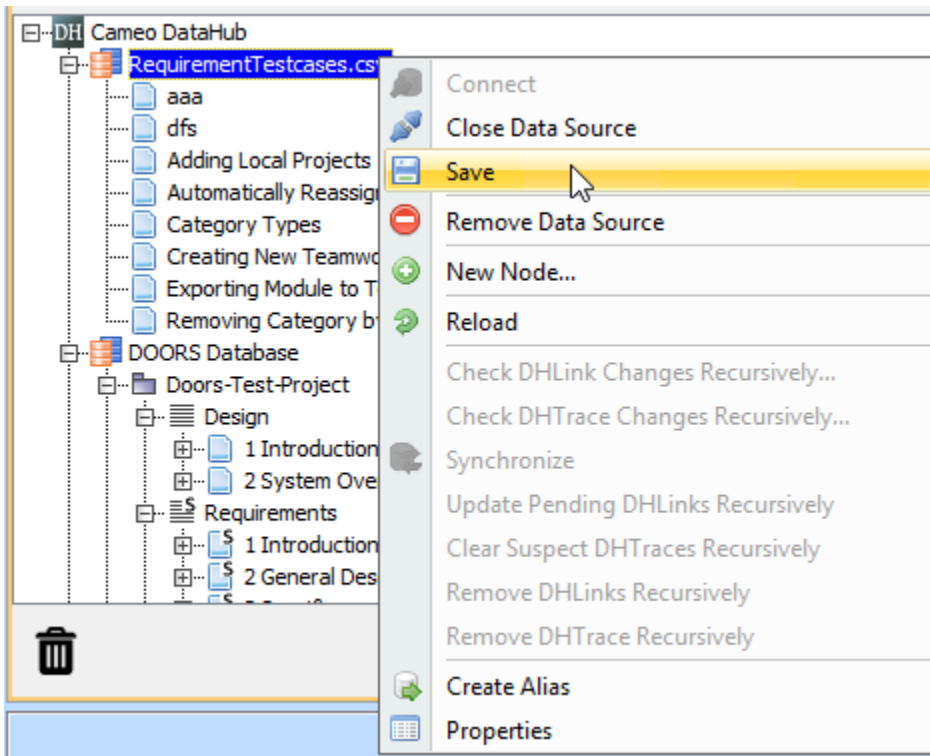 DH Cameo DataHub
RequirementTestcases.csv
aaa
dfs
Adding Local Projects
Automatically Reassig
Category Types
Creating New Teamwo
Exporting Module to T
Removing Category b
DOORS Database
Doors-Test-Project
Design
1 Introduction
2 System Ove
S Requirements
S 1 Introduction
S 2 General Des
Connect
Close Data Source
Save
Remove Data Source
New Node...
Reload
Check DHLink Changes Recursively...
Check DHTrace Changes Recursively...
Synchronize
Update Pending DHLinks Recursively
Clear Suspect DHTraces Recursively
Remove DHLinks Recursively
Remove DHTrace Recursively
Create Alias
Properties